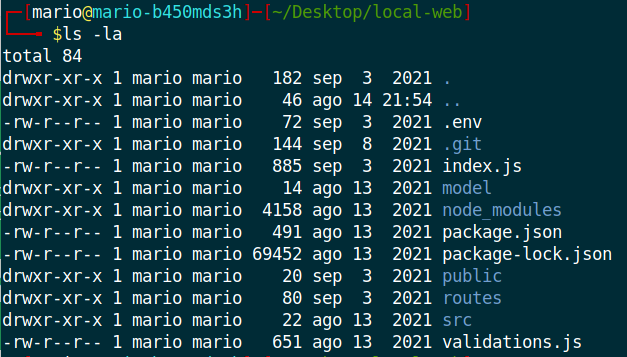 ┌─[mario@mario-b450mds3h]─[~/Desktop/local-web]
└──╼ $ls -la
total 84
drwxr-xr-x 1 mario mario   182 sep  3  2021 .
drwxr-xr-x 1 mario mario    46 ago 14 21:54 ..
-rw-r--r-- 1 mario mario    72 sep  3  2021 .env
drwxr-xr-x 1 mario mario   144 sep  8  2021 .git
-rw-r--r-- 1 mario mario   885 sep  3  2021 index.js
drwxr-xr-x 1 mario mario    14 ago 13  2021 model
drwxr-xr-x 1 mario mario  4158 ago 13  2021 node_modules
-rw-r--r-- 1 mario mario   491 ago 13  2021 package.json
-rw-r--r-- 1 mario mario 69452 ago 13  2021 package-lock.json
drwxr-xr-x 1 mario mario    20 sep  3  2021 public
drwxr-xr-x 1 mario mario    80 sep  3  2021 routes
drwxr-xr-x 1 mario mario    22 ago 13  2021 src
-rw-r--r-- 1 mario mario   651 ago 13  2021 validations.js